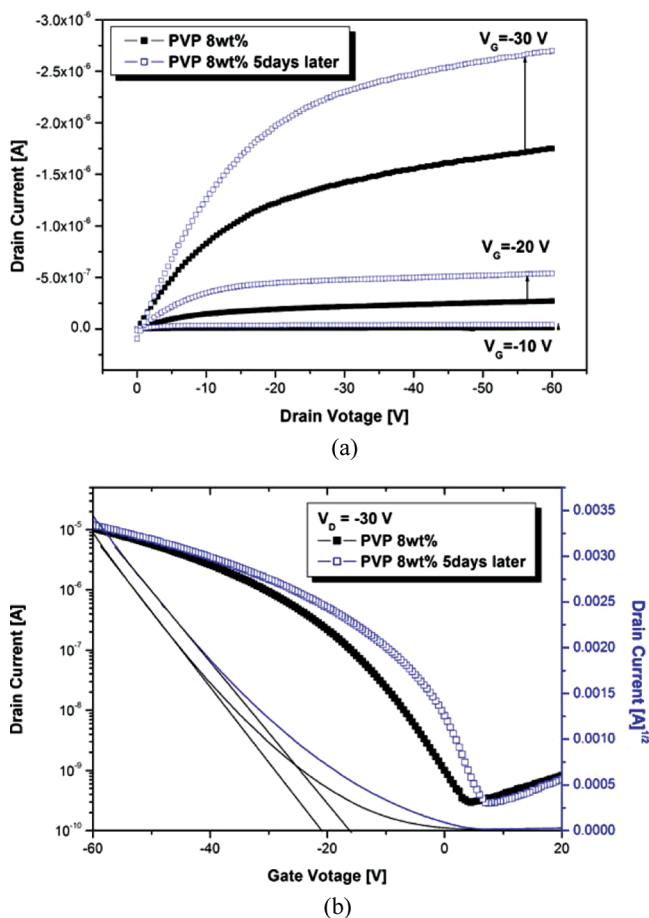 PVP 8wt%
PVP 8wt% 5days later
V_G=-30 V
V_G=-20 V
V_G=-10 V
-3.0x10^-6
-2.5x10^-6
-2.0x10^-6
-1.5x10^-6
-1.0x10^-6
-5.0x10^-7
0.0
Drain Current [A]
0 -10 -20 -30 -40 -50 -60
Drain Votage [V]
(a)
V_D = -30 V
PVP 8wt%
PVP 8wt% 5days later
10^-5
10^-6
10^-7
10^-8
10^-9
10^-10
Drain Current [A]
0.0035
0.0030
0.0025
0.0020
0.0015
0.0010
0.0005
0.0000
Drain Current [A]^1/2
-60 -40 -20 0 20
Gate Votage [V]
(b)